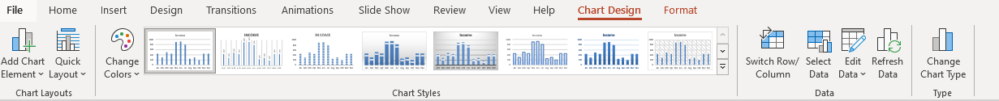 File Home Insert Design Transitions Animations Slide Show Review View Help Chart Design Format
Add Chart Element
Quick Layout
Change Colors
Income
INCOME
INCOME
Income
Income
Income
Income
Income
Switch Row/
Column
Select
Data
Edit
Data
Refresh
Data
Change
Chart Type
Chart Layouts
Chart Styles
Data
Type